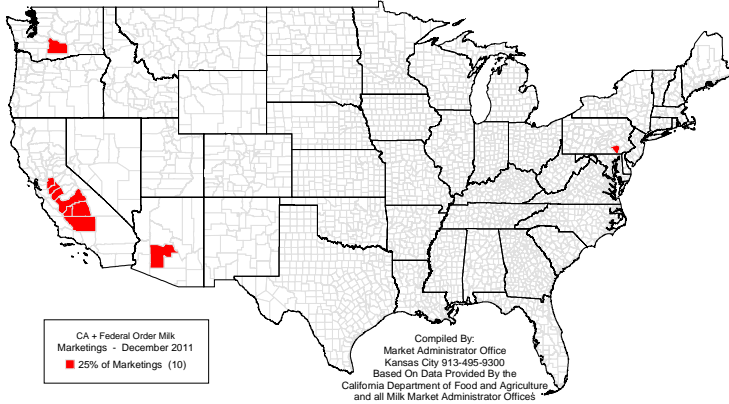 CA + Federal Order Milk
Marketings - December 2011
25% of Marketings (10)
Compiled By:
Market Administrator Office
Kansas City 913-495-9300
Based On Data Provided By the
California Department of Food and Agriculture
and all Milk Market Administrator Offices